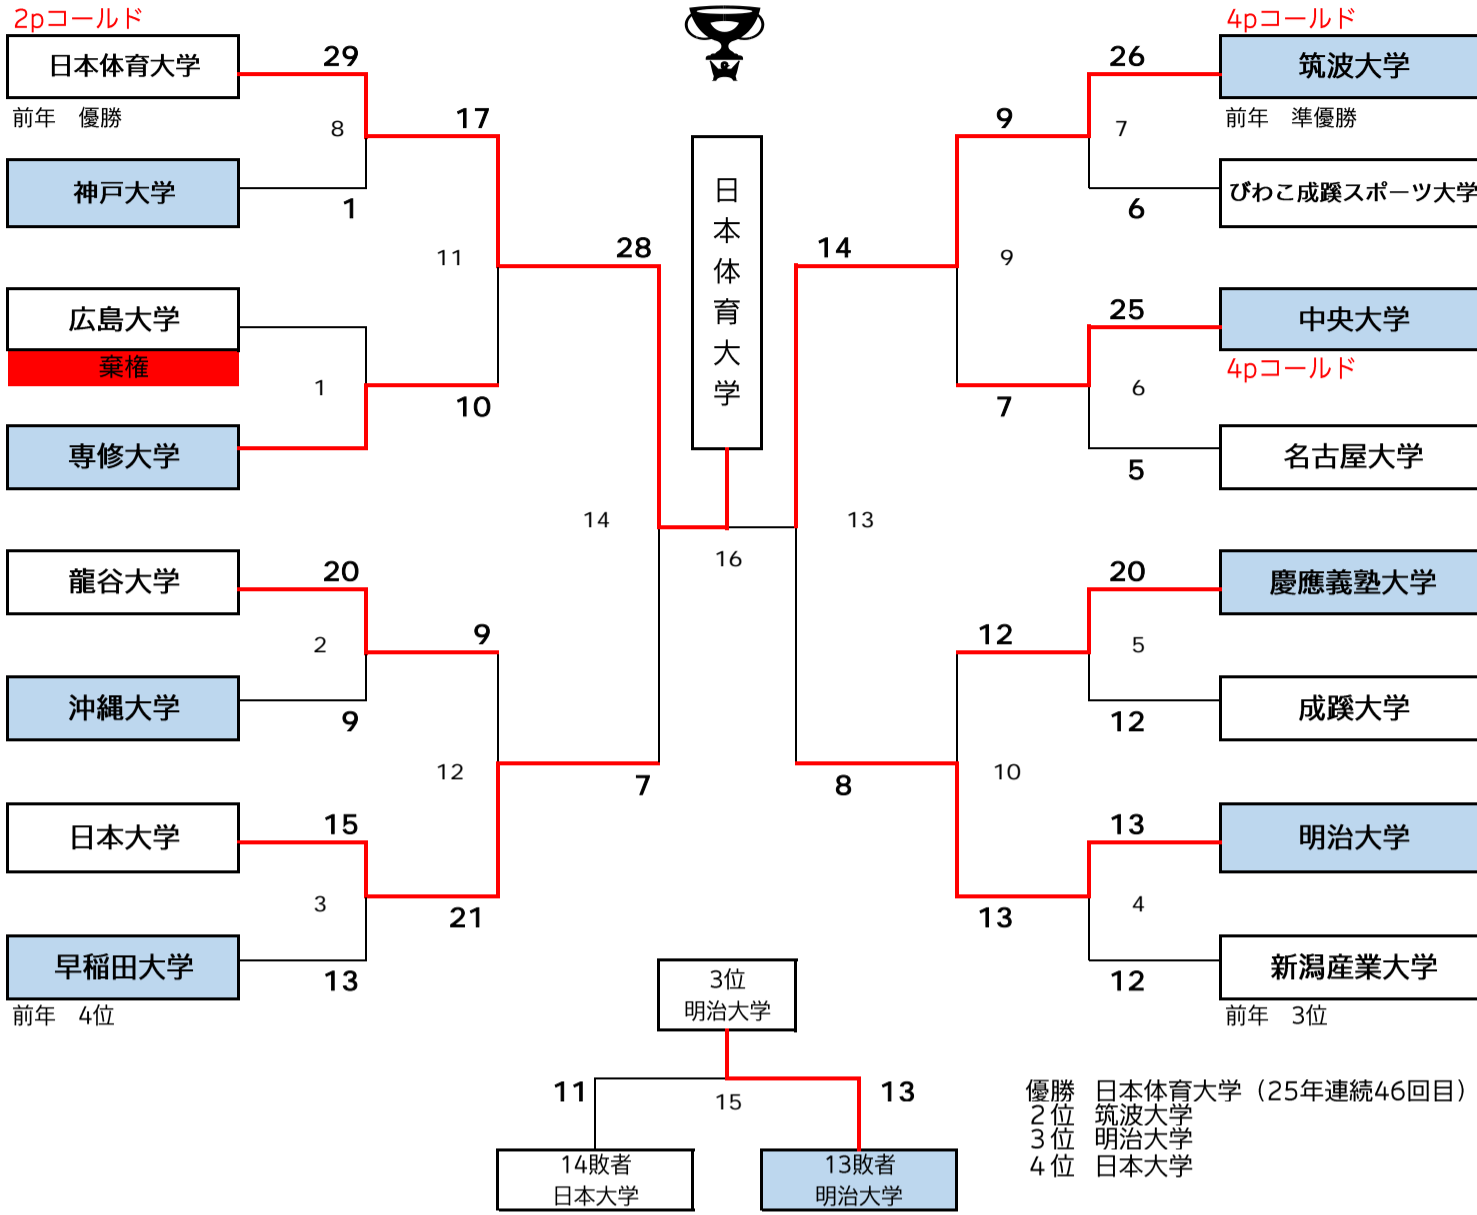 2pコールド
日本体育大学
前年　優勝
29
8
神戸大学
1
17
11
広島大学
棄権
1
専修大学
10
28
14
龍谷大学
20
2
沖縄大学
9
9
12
日本大学
15
3
早稲田大学
前年　4位
13
21
7
日本体育大学
16
4pコールド
筑波大学
前年　準優勝
26
7
びわこ成蹊スポーツ大学
6
9
9
中央大学
4pコールド
25
6
名古屋大学
5
7
14
13
慶應義塾大学
20
5
成蹊大学
12
12
10
明治大学
13
4
新潟産業大学
前年　3位
12
13
8
3位
明治大学
11
15
13
14敗者
日本大学
13敗者
明治大学
優勝　日本体育大学（25年連続46回目）
2位　筑波大学
3位　明治大学
4位　日本大学